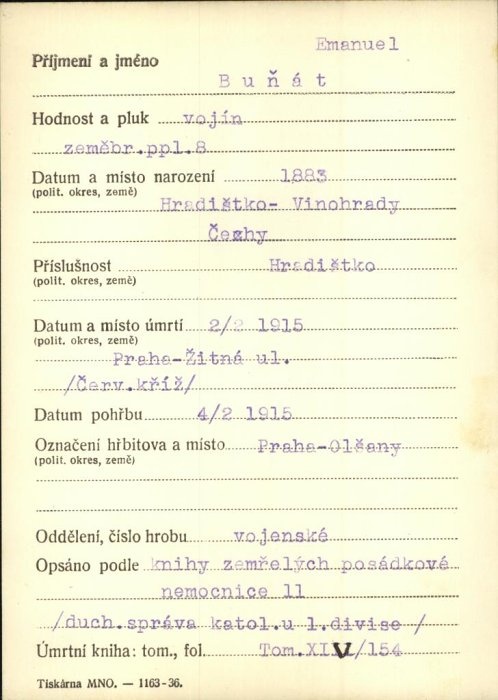 Emanuel
Příjmení a jméno
Buňát
Hodnost a pluk vojín
zeměbr.ppl.8
Datum a místo narození 1883
(polit. okres, země)
Hradištko- Vinohrady
Čechy
Příslušnost Hradištko
(polit. okres, země)
Datum a místo úmrtí 2/2 1915
(polit. okres, země)
Praha-Žitná ul.
/Červ.kříž/
Datum pohřbu 4/2 1915
Označení hřbitova a místo Praha-Olšany
(polit. okres, země)
Oddělení, číslo hrobu vojenské
Opsáno podle knihy zemřelých posádkové
nemocnice 11
/duch.správa katol.u 1.divise /
Úmrtní kniha: tom., fol. Tom.XIV/154
Tiskárna MNO. — 1163-36.